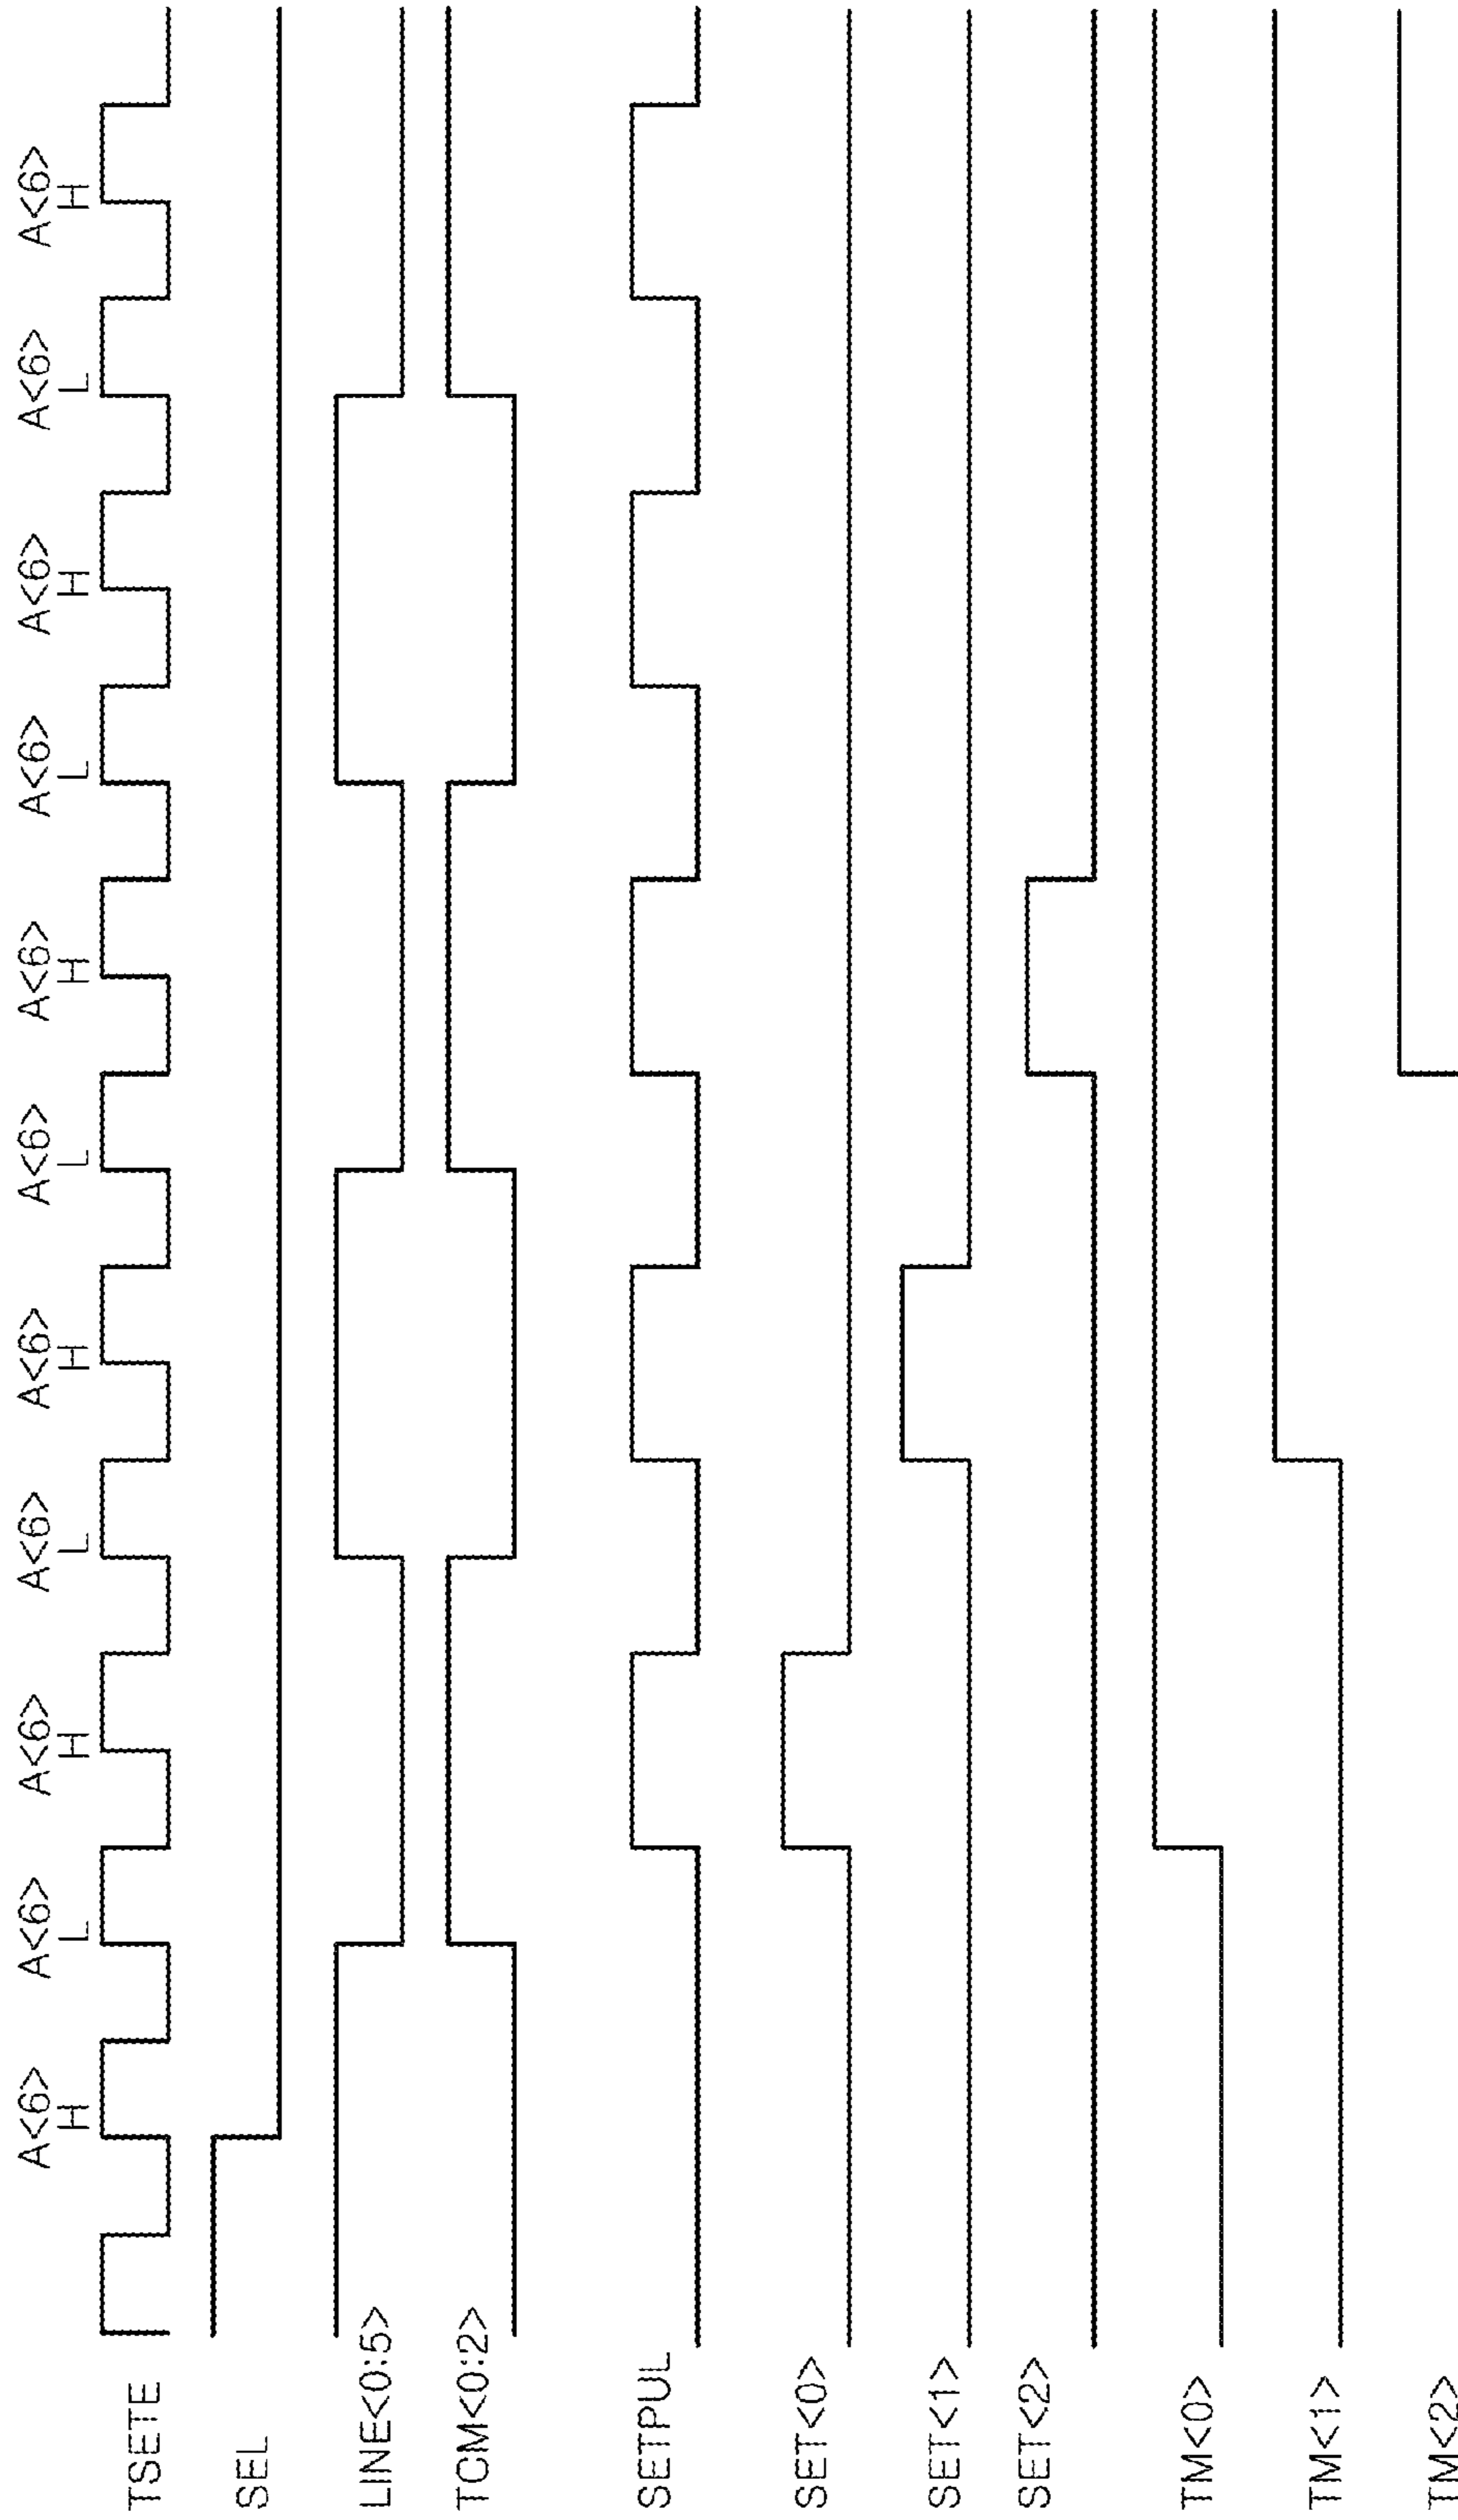 A<6> A<6> A<6> A<6> A<6> A<6> A<6> A<6> A<6> A<6> A<6>
H L H L H L H L H L H
TSETE
SEL
LINE<0:5>
TCM<0:2>
SETPUL
SET<0>
SET<1>
SET<2>
TM<0>
TM<1>
TM<2>